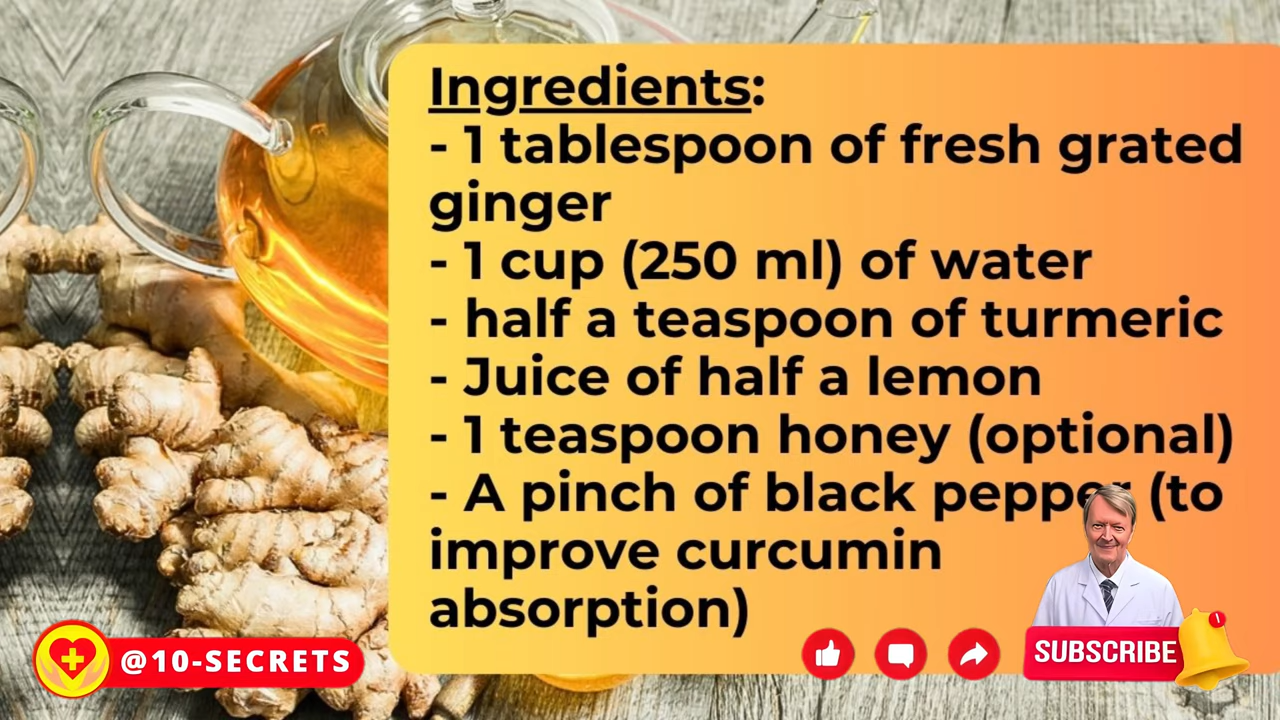 Ingredients:
- 1 tablespoon of fresh grated
ginger
- 1 cup (250 ml) of water
- half a teaspoon of turmeric
- Juice of half a lemon
- 1 teaspoon honey (optional)
- A pinch of black pepper (to
improve curcumin
absorption)
@10-SECRETS
SUBSCRIBE
1